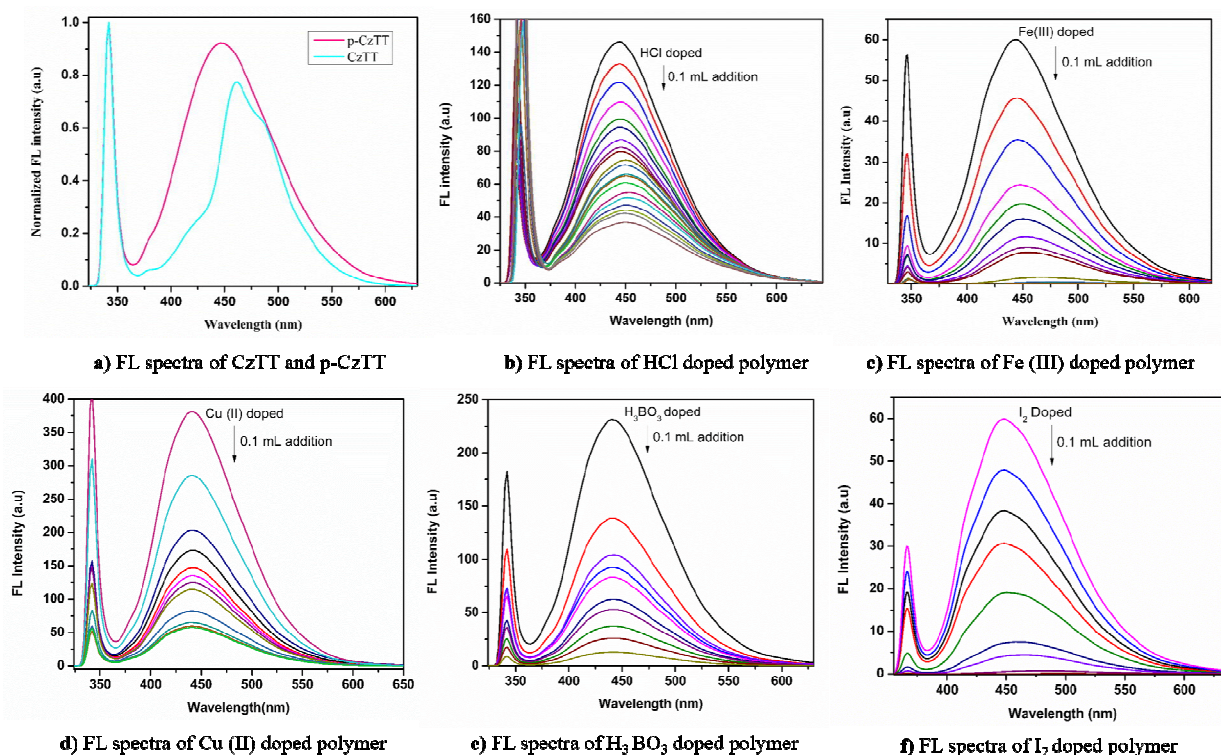 1.0
0.8
0.6
0.4
0.2
0.0
Normalized FL intensity (a.u)
p-CzTT
CzTT
350 400 450 500 550 600
Wavelength (nm)
a) FL spectra of CzTT and p-CzTT
160
140
120
100
80
60
40
20
0
FL intensity (a.u)
HCl doped
0.1 mL addition
350 400 450 500 550 600
Wavelength (nm)
b) FL spectra of HCl doped polymer
60
50
40
30
20
10
FL Intensity (a.u)
Fe(III) doped
0.1 mL addition
350 400 450 500 550 600
Wavelength (nm)
c) FL spectra of Fe (III) doped polymer
400
350
300
250
200
150
100
50
0
FL Intensity (a.u)
Cu (II) doped
0.1 mL addition
350 400 450 500 550 600 650
Wavelength(nm)
d) FL spectra of Cu (II) doped polymer
250
200
150
100
50
0
FL Intensity (a.u)
H₃BO₃ doped
0.1 mL addition
350 400 450 500 550 600
Wavelength (nm)
e) FL spectra of H₃BO₃ doped polymer
60
50
40
30
20
10
0
FL Intensity (a.u)
I₂ Doped
0.1 mL addition
400 450 500 550 600
Wavelength (nm)
f) FL spectra of I₂ doped polymer